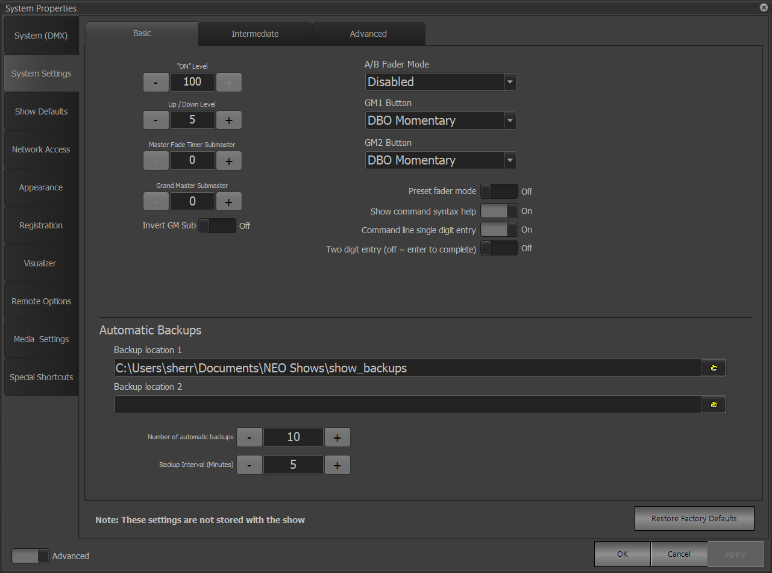 System Properties
System (DMX)
System Settings
Show Defaults
Network Access
Appearance
Registration
Visualizer
Remote Options
Media Settings
Special Shortcuts
Basic
Intermediate
Advanced
"ON" Level
- 100 +
Up / Down Level
- 5 +
Master Fade Timer Submaster
- 0 +
Grand Master Submaster
- 0 +
Invert GM Sub Off
A/B Fader Mode
Disabled
GM1 Button
DBO Momentary
GM2 Button
DBO Momentary
Preset fader mode Off
Show command syntax help On
Command line single digit entry On
Two digit entry (off = enter to complete) Off
Automatic Backups
Backup location 1
C:\Users\sherr\Documents\NEO Shows\show_backups
Backup location 2
Number of automatic backups - 10 +
Backup Interval (Minutes) - 5 +
Note: These settings are not stored with the show
Restore Factory Defaults
Advanced
OK
Cancel
Apply